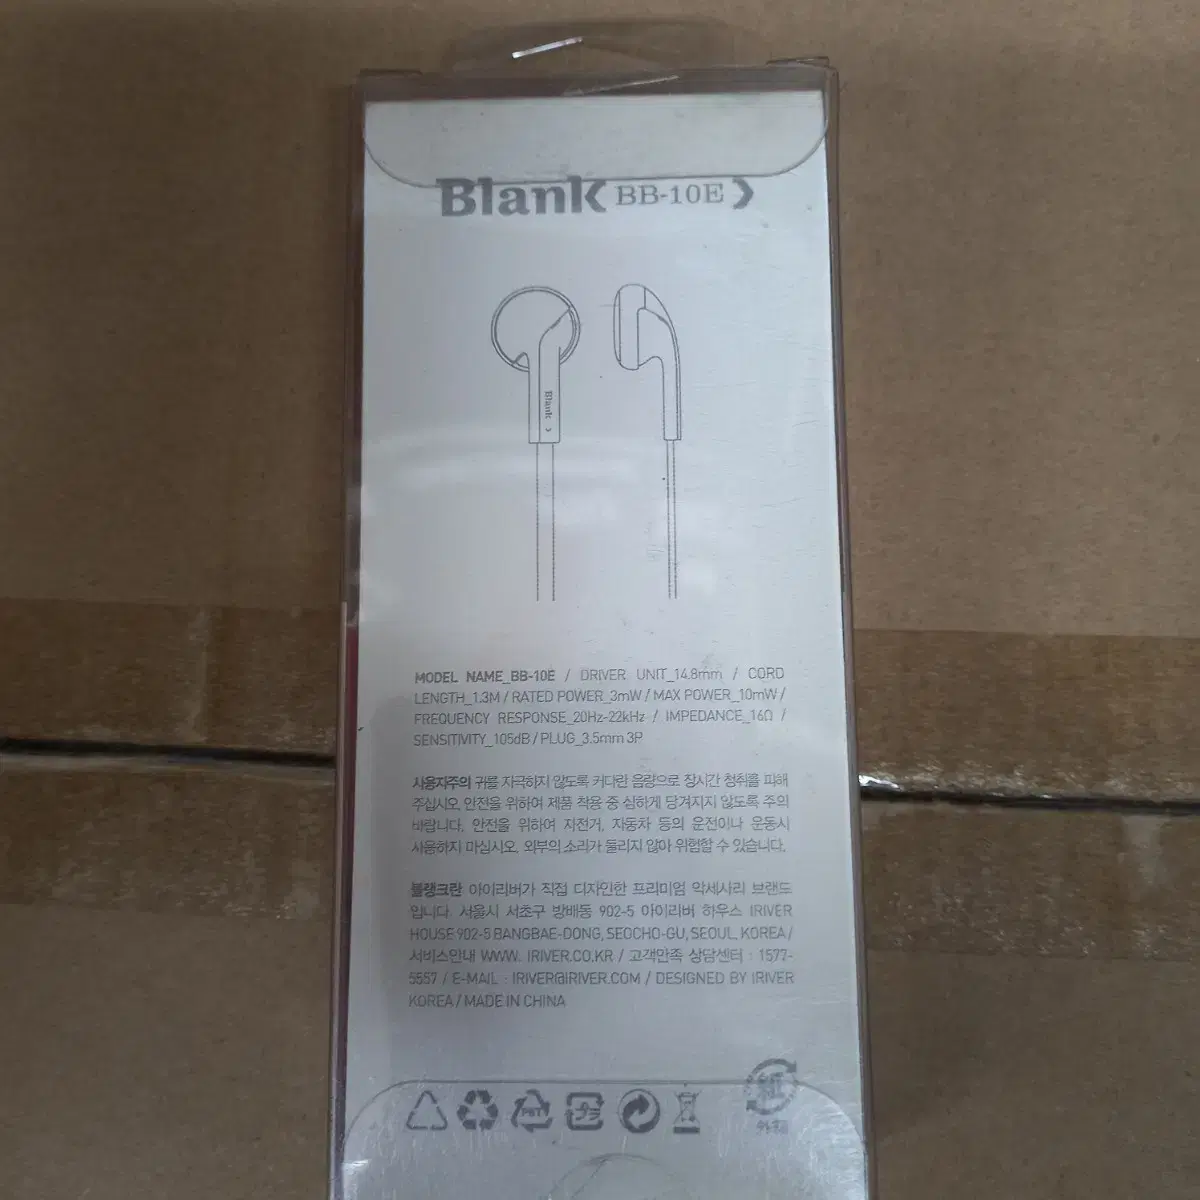 Blank BB-10E
Blank
MODEL NAME_BB-10E / DRIVER UNIT_14.8mm / CORD
LENGTH_1.3M / RATED POWER_3mW / MAX POWER_10mW /
FREQUENCY RESPONSE_20Hz-22kHz / IMPEDANCE_16Ω /
SENSITIVITY_105dB / PLUG_3.5mm 3P
사용자주의 귀를 자극하지 않도록 커다란 음량으로 장시간 청취를 피해
주십시오. 안전을 위하여 제품 착용 중 심하게 당겨지지 않도록 주의
바랍니다. 안전을 위하여 자전거, 자동차 등의 운전이나 운동시
사용하지 마십시오. 외부의 소리가 들리지 않아 위험할 수 있습니다.
블랭크란 아이리버가 직접 디자인한 프리미엄 악세사리 브랜드
입니다. 서울시 서초구 방배동 902-5 아이리버 하우스 IRIVER
HOUSE 902-5 BANGBAE-DONG, SEOCHO-GU, SEOUL, KOREA /
서비스안내 WWW. IRIVER.CO.KR / 고객만족 상담센터 : 1577-
5557 / E-MAIL : IRIVER@IRIVER.COM / DESIGNED BY IRIVER
KOREA / MADE IN CHINA
PET